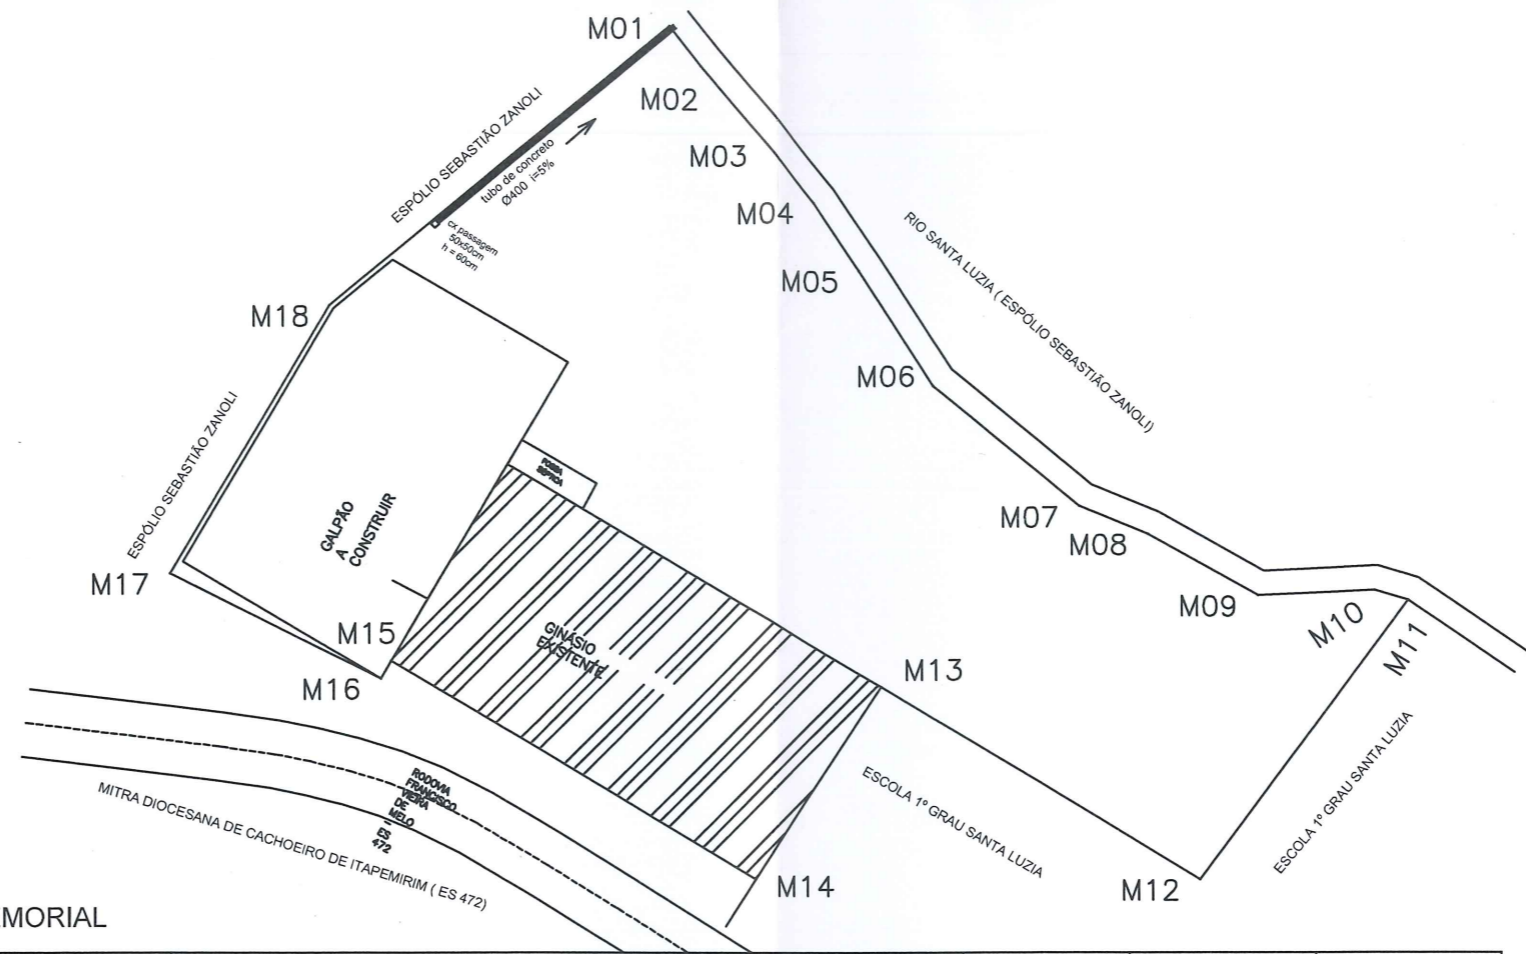 M01
M02
M03
M04
M05
M06
M07
M08
M09
M10
M11
M12
M13
M14
M15
M16
M17
M18
ESPÓLIO SEBASTIÃO ZANOLI
tubo de concreto
Ø400 i=5%
cx passagem
50x50cm
h = 60cm
RIO SANTA LUZIA ( ESPÓLIO SEBASTIÃO ZANOLI)
ESPÓLIO SEBASTIÃO ZANOLI
GALPÃO
A
CONSTRUIR
FOSSA
SÉPTICA
GINÁSIO
EXISTENTE
ESCOLA 1º GRAU SANTA LUZIA
ESCOLA 1º GRAU SANTA LUZIA
RODOVIA
FRANCISCO
VIEIRA
DE
MELO
–
ES
472
MITRA DIOCESANA DE CACHOEIRO DE ITAPEMIRIM ( ES 472)
MORIAL